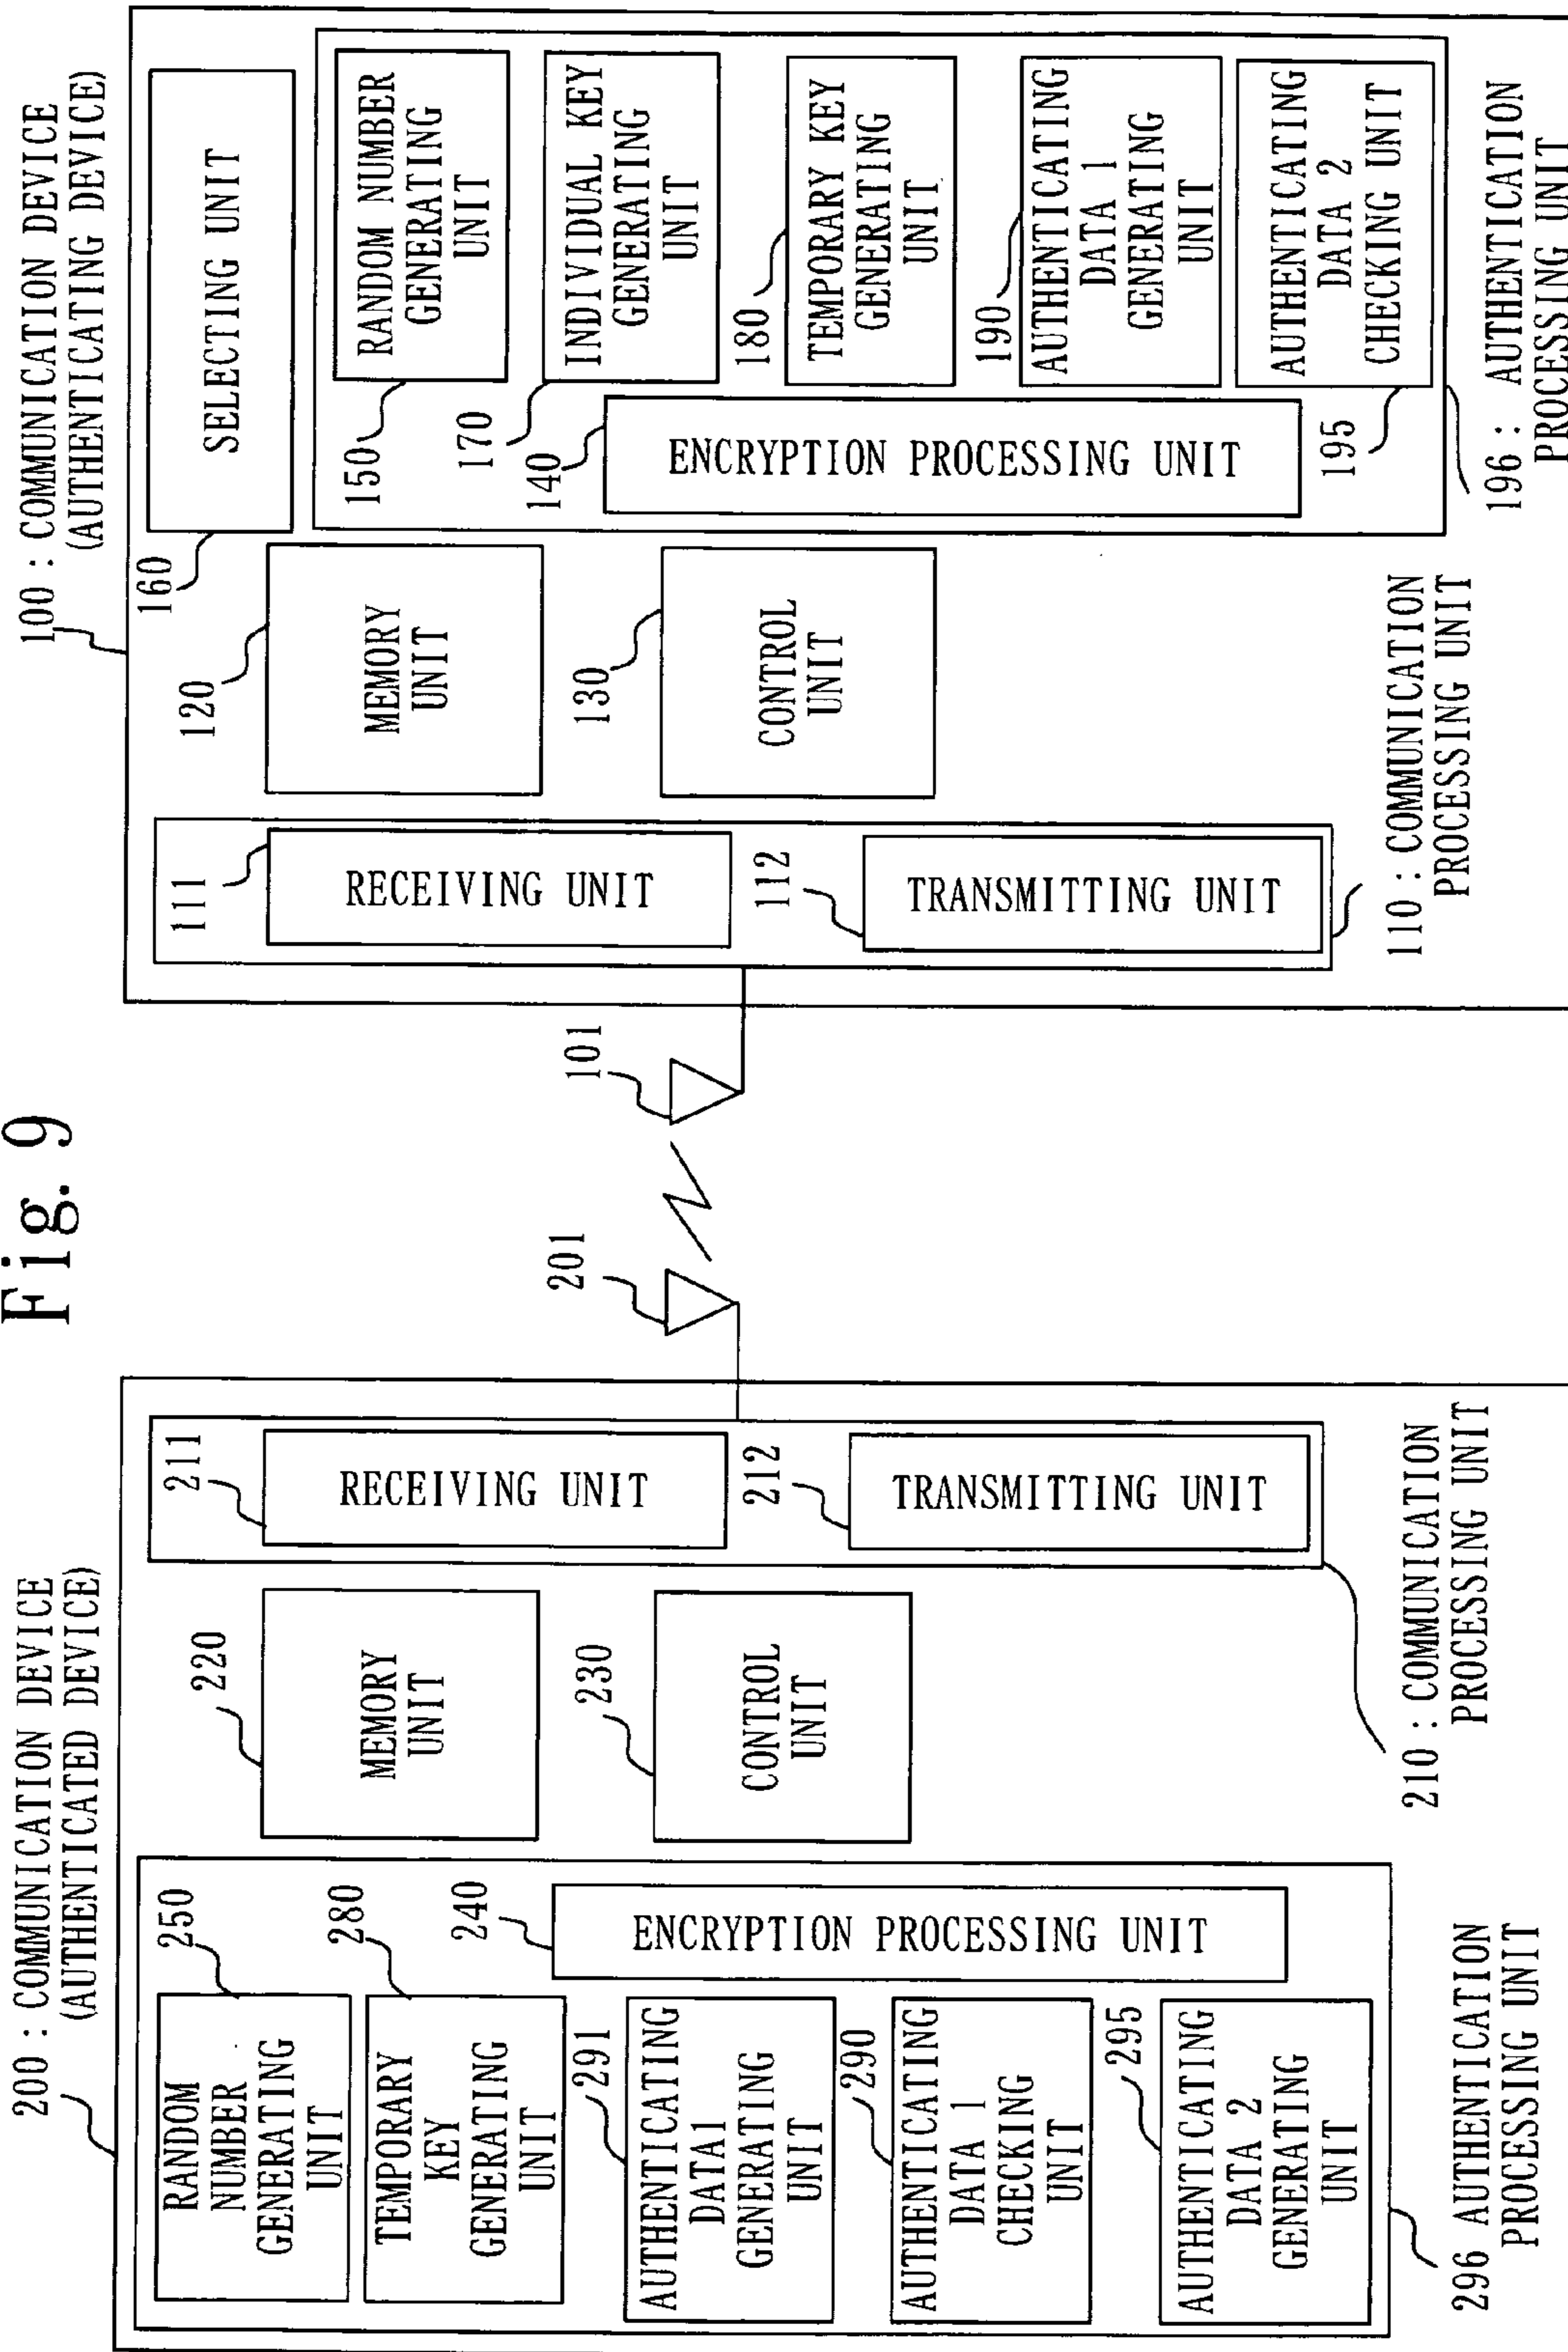 Fig. 9
200 : COMMUNICATION DEVICE
(AUTHENTICATED DEVICE)
250
RANDOM
NUMBER
GENERATING
UNIT
280
TEMPORARY
KEY
GENERATING
UNIT
240
ENCRYPTION PROCESSING UNIT
291
AUTHENTICATING
DATA1
GENERATING
UNIT
290
AUTHENTICATING
DATA 1
CHECKING
UNIT
295
AUTHENTICATING
DATA 2
GENERATING
UNIT
296 AUTHENTICATION
PROCESSING UNIT
220
MEMORY
UNIT
230
CONTROL
UNIT
211
RECEIVING UNIT
212
TRANSMITTING UNIT
210 : COMMUNICATION
PROCESSING UNIT
201
101
100 : COMMUNICATION DEVICE
(AUTHENTICATING DEVICE)
111
RECEIVING UNIT
112
TRANSMITTING UNIT
110 : COMMUNICATION
PROCESSING UNIT
120
MEMORY
UNIT
130
CONTROL
UNIT
160
SELECTING UNIT
150
RANDOM NUMBER
GENERATING
UNIT
170
INDIVIDUAL KEY
GENERATING
UNIT
140
ENCRYPTION PROCESSING UNIT
180
TEMPORARY KEY
GENERATING
UNIT
190
AUTHENTICATING
DATA 1
GENERATING
UNIT
195
AUTHENTICATING
DATA 2
CHECKING UNIT
196 : AUTHENTICATION
PROCESSING UNIT